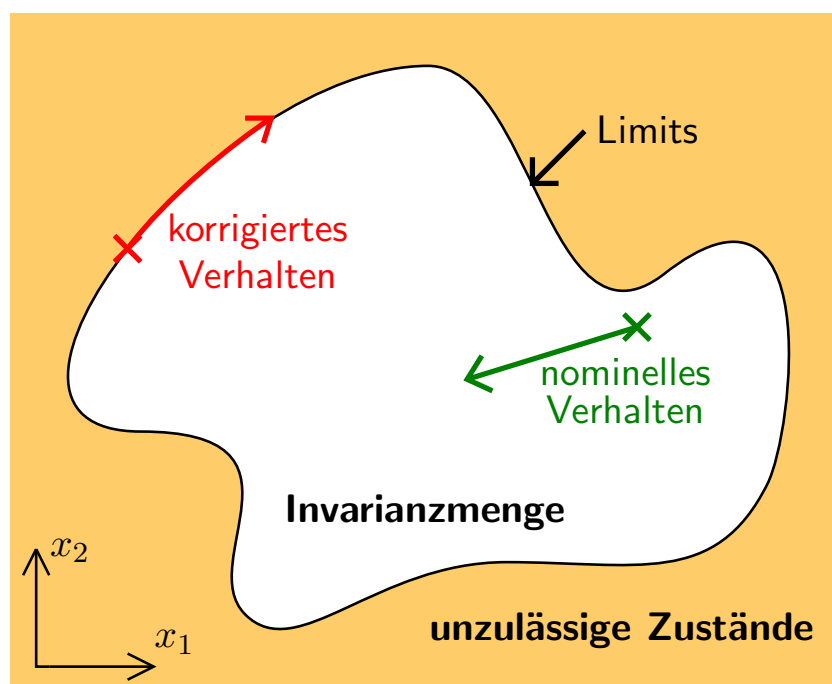 Limits
korrigiertes
Verhalten
nominelles
Verhalten
Invarianzmenge
x₂
unzulässige Zustände
x₁